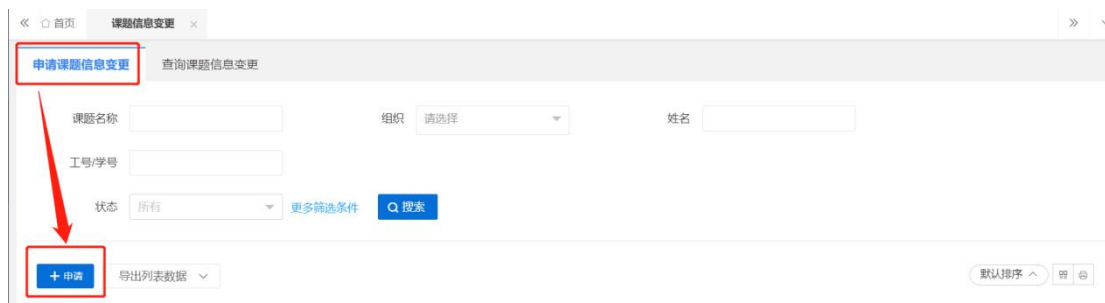 首页 课题信息变更
申请课题信息变更 查询课题信息变更
课题名称 组织 请选择 姓名
工号/学号
状态 所有 更多筛选条件 搜索
申请 导出列表数据 默认排序